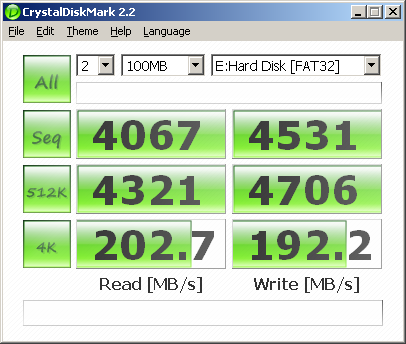 CrystalDiskMark 2.2
File Edit Theme Help Language
All 2 100MB E:Hard Disk [FAT32]
Seq 4067 4531
512K 4321 4706
4K 202.7 192.2
Read [MB/s] Write [MB/s]